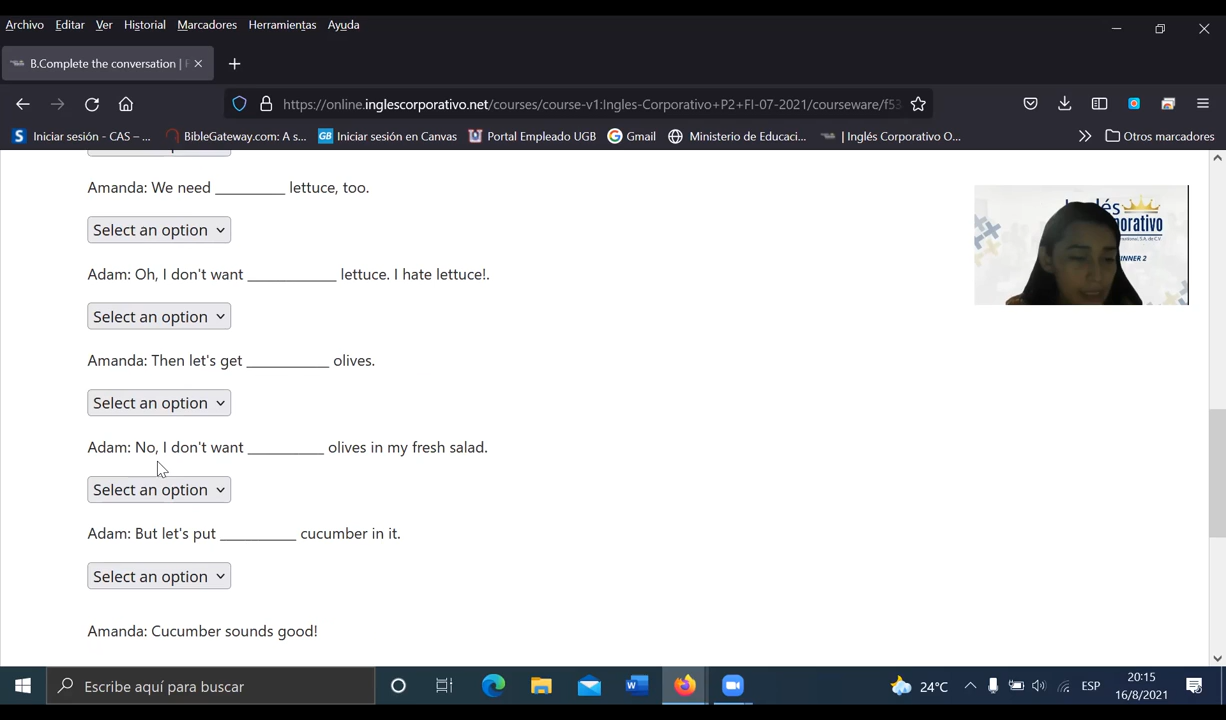 Archivo Editar Ver Historial Marcadores Herramientas Ayuda
B.Complete the conversation |
https://online.inglescorporativo.net/courses/course-v1:Ingles-Corporativo+P2+FI-07-2021/courseware/f53
Iniciar sesión - CAS – ... BibleGateway.com: A s... Iniciar sesión en Canvas Portal Empleado UGB Gmail Ministerio de Educaci... | Inglés Corporativo O... Otros marcadores
Amanda: We need __________ lettuce, too.
Select an option
Adam: Oh, I don't want ____________ lettuce. I hate lettuce!.
Select an option
Amanda: Then let's get ___________ olives.
Select an option
Adam: No, I don't want __________ olives in my fresh salad.
Select an option
Adam: But let's put __________ cucumber in it.
Select an option
Amanda: Cucumber sounds good!
Escribe aquí para buscar
24°C
ESP
20:15
16/8/2021